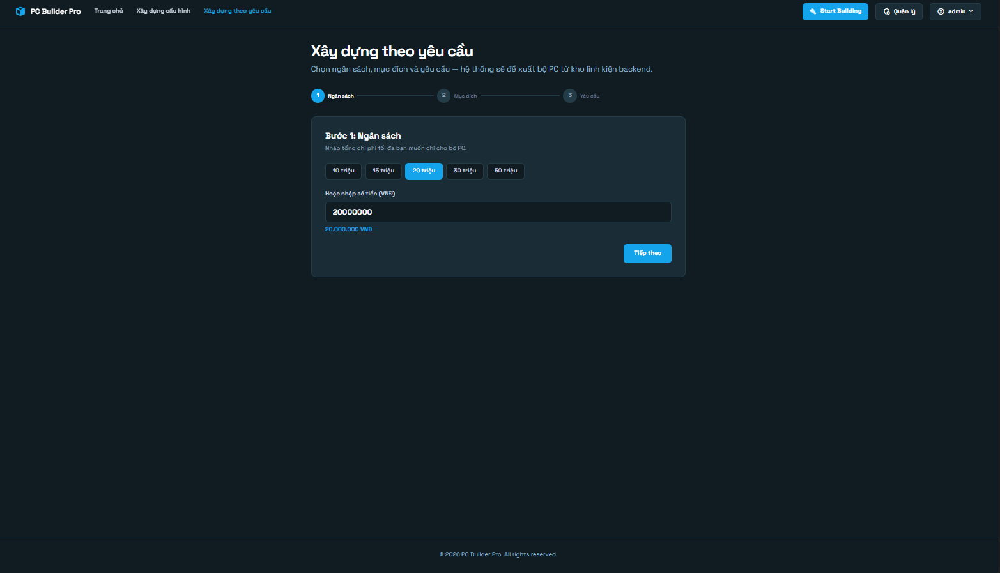 PC Builder Pro Trang chủ Xây dựng cấu hình Xây dựng theo yêu cầu Start Building Quản lý admin
Xây dựng theo yêu cầu
Chọn ngân sách, mục đích và yêu cầu — hệ thống sẽ đề xuất bộ PC từ kho linh kiện backend.
1 Ngân sách 2 Mục đích 3 Yêu cầu
Bước 1: Ngân sách
Nhập tổng chi phí tối đa bạn muốn chi cho bộ PC.
10 triệu 15 triệu 20 triệu 30 triệu 50 triệu
Hoặc nhập số tiền (VNĐ)
20000000
20.000.000 VNĐ
Tiếp theo
© 2026 PC Builder Pro. All rights reserved.